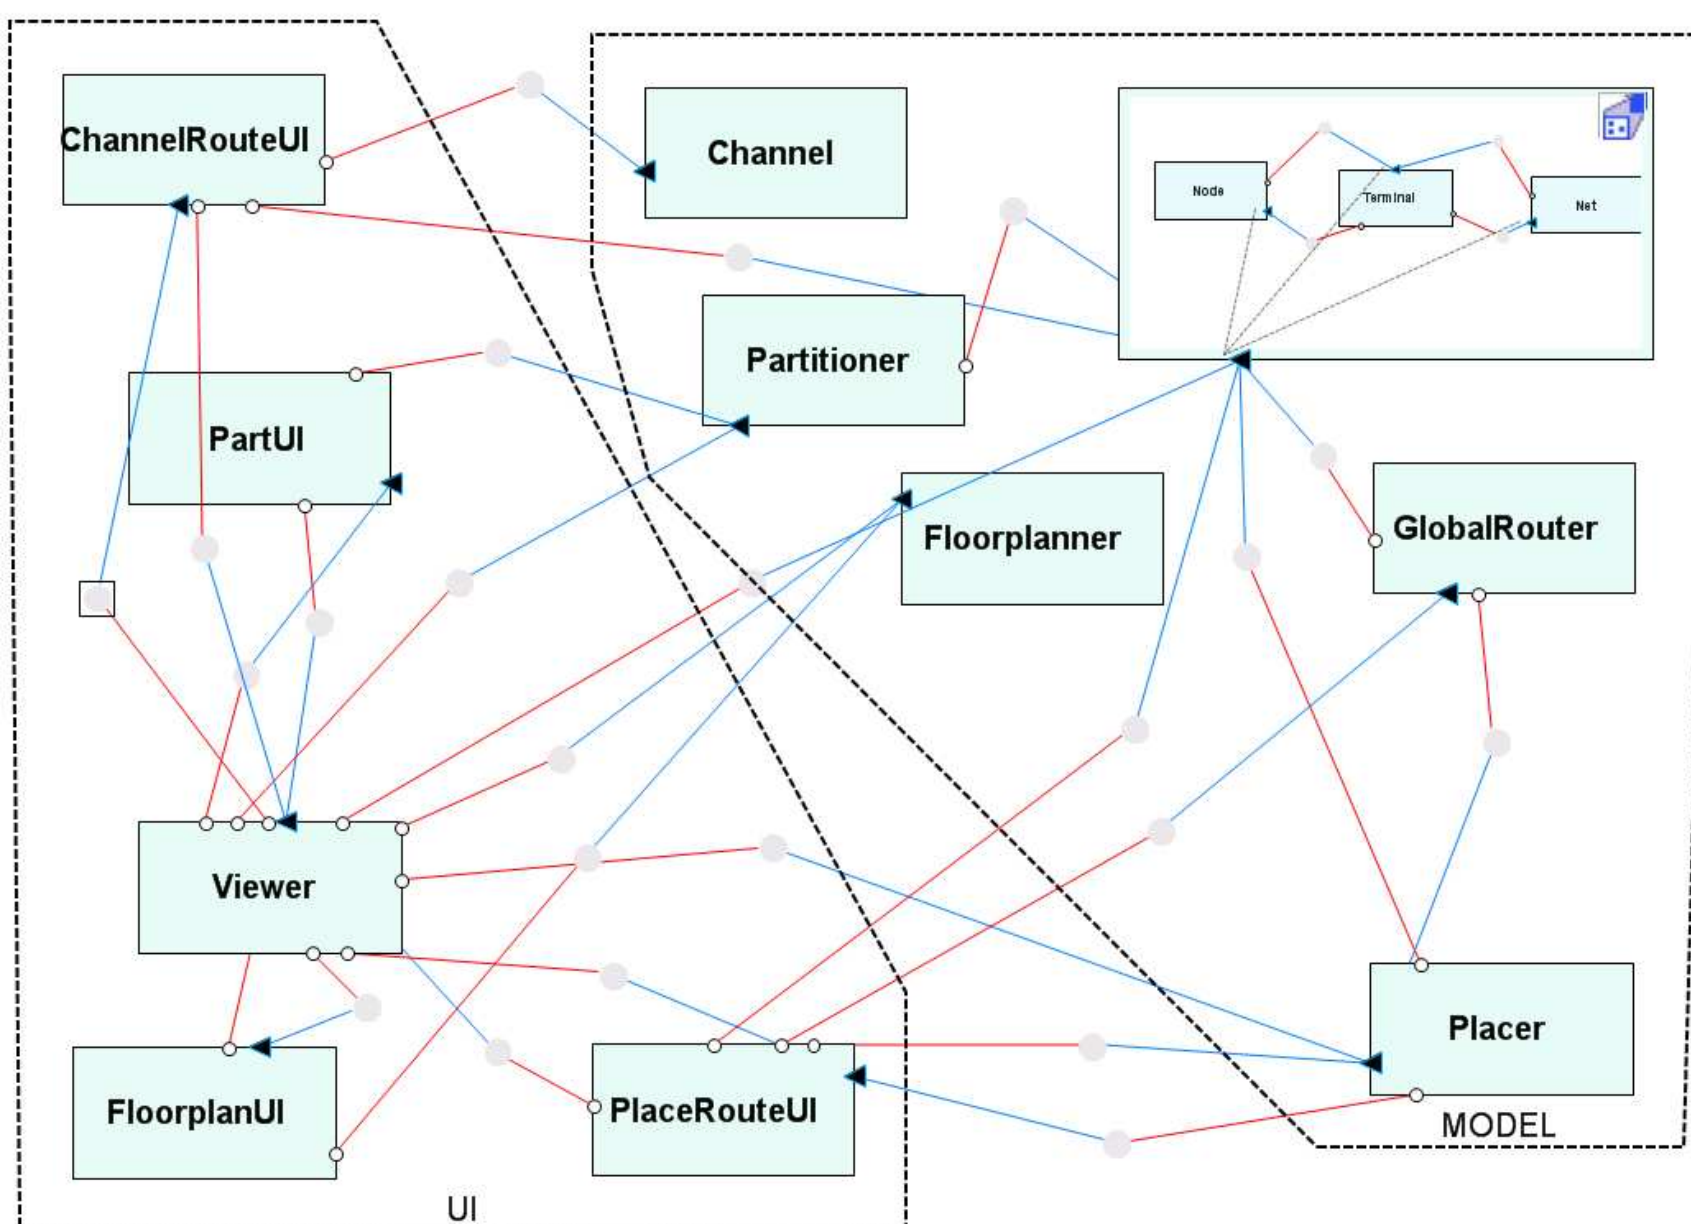 ChannelRouteUI
Channel
Node
Terminal
Net
Partitioner
PartUI
Floorplanner
GlobalRouter
Viewer
Placer
FloorplanUI
PlaceRouteUI
MODEL
UI